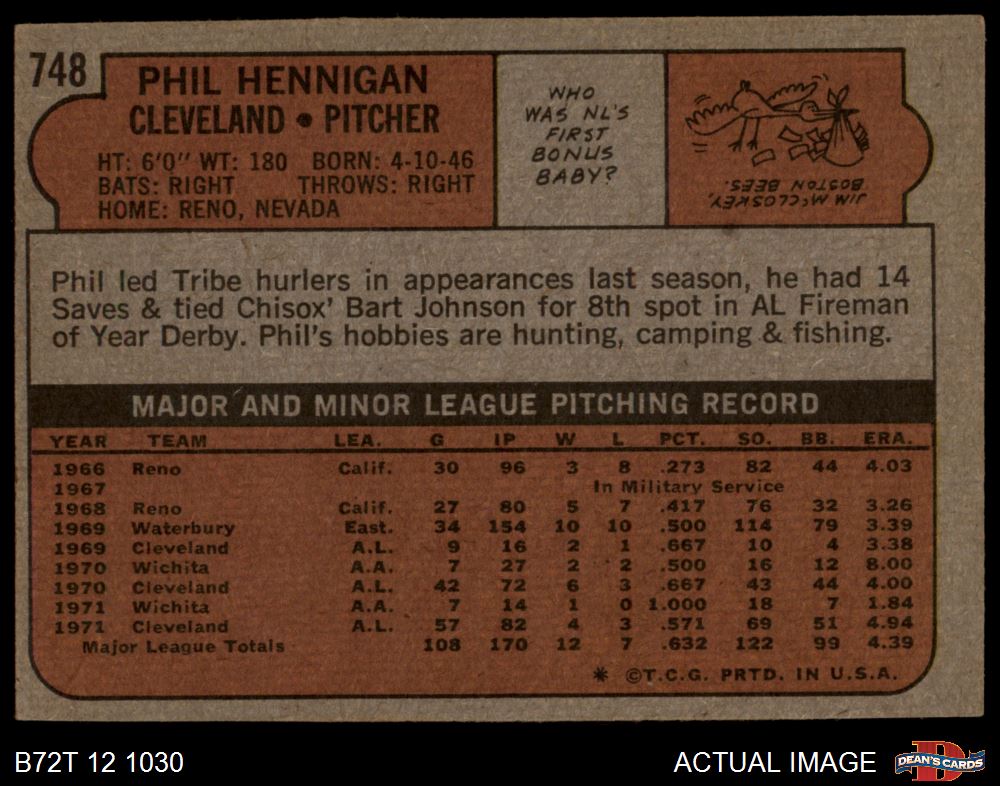 748
PHIL HENNIGAN
CLEVELAND • PITCHER
HT: 6'0" WT: 180 BORN: 4-10-46
BATS: RIGHT THROWS: RIGHT
HOME: RENO, NEVADA
WHO
WAS NL'S
FIRST
BONUS
BABY?
JIM McCLOSKEY,
BOSTON BEES.
Phil led Tribe hurlers in appearances last season, he had 14
Saves & tied Chisox' Bart Johnson for 8th spot in AL Fireman
of Year Derby. Phil's hobbies are hunting, camping & fishing.
MAJOR AND MINOR LEAGUE PITCHING RECORD
YEAR TEAM LEA. G IP W L PCT. SO. BB. ERA.
1966 Reno Calif. 30 96 3 8 .273 82 44 4.03
1967 In Military Service
1968 Reno Calif. 27 80 5 7 .417 76 32 3.26
1969 Waterbury East. 34 154 10 10 .500 114 79 3.39
1969 Cleveland A.L. 9 16 2 1 .667 10 4 3.38
1970 Wichita A.A. 7 27 2 2 .500 16 12 8.00
1970 Cleveland A.L. 42 72 6 3 .667 43 44 4.00
1971 Wichita A.A. 7 14 1 0 1.000 18 7 1.84
1971 Cleveland A.L. 57 82 4 3 .571 69 51 4.94
Major League Totals 108 170 12 7 .632 122 99 4.39
* ©T.C.G. PRTD. IN U.S.A.
B72T 12 1030
ACTUAL IMAGE
D
DEAN'S CARDS